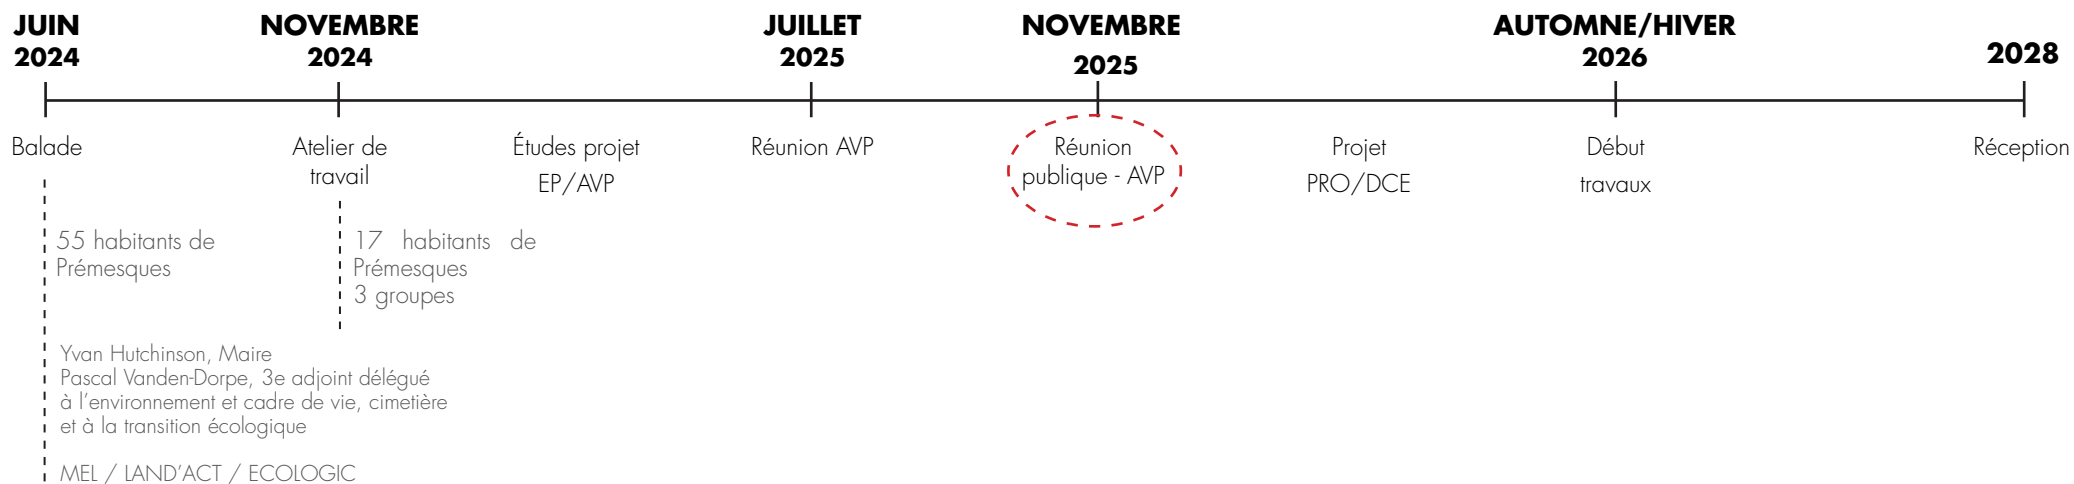 JUIN
2024
NOVEMBRE
2024
JUILLET
2025
NOVEMBRE
2025
AUTOMNE/HIVER
2026
2028
Balade
Atelier de
travail
Études projet
EP/AVP
Réunion AVP
Réunion
publique - AVP
Projet
PRO/DCE
Début
travaux
Réception
55 habitants de
Prémesques
17 habitants de
Prémesques
3 groupes
Yvan Hutchinson, Maire
Pascal Vanden-Dorpe, 3e adjoint délégué
à l’environnement et cadre de vie, cimetière
et à la transition écologique
MEL / LAND’ACT / ECOLOGIC